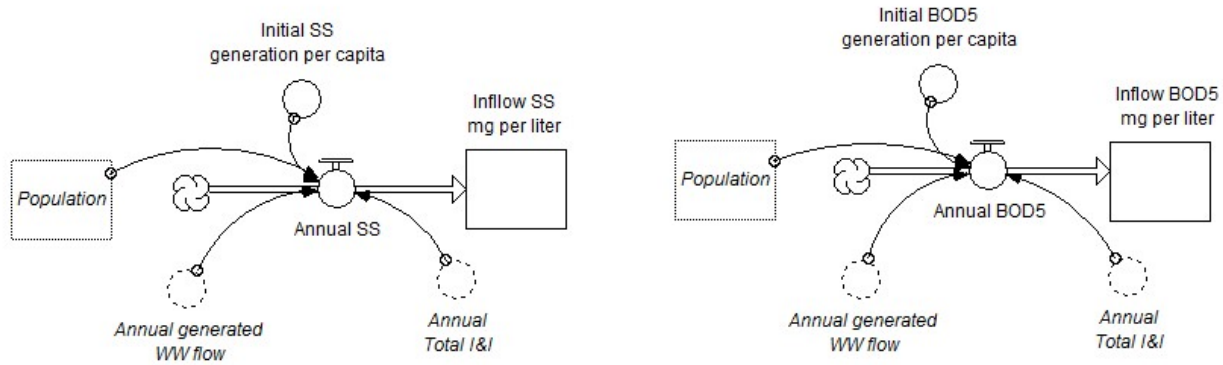 Initial SS
generation per capita
Infllow SS
mg per liter
Population
Annual SS
Annual generated
WW flow
Annual
Total I&I
Initial BOD5
generation per capita
Inflow BOD5
mg per liter
Population
Annual BOD5
Annual generated
WW flow
Annual
Total I&I